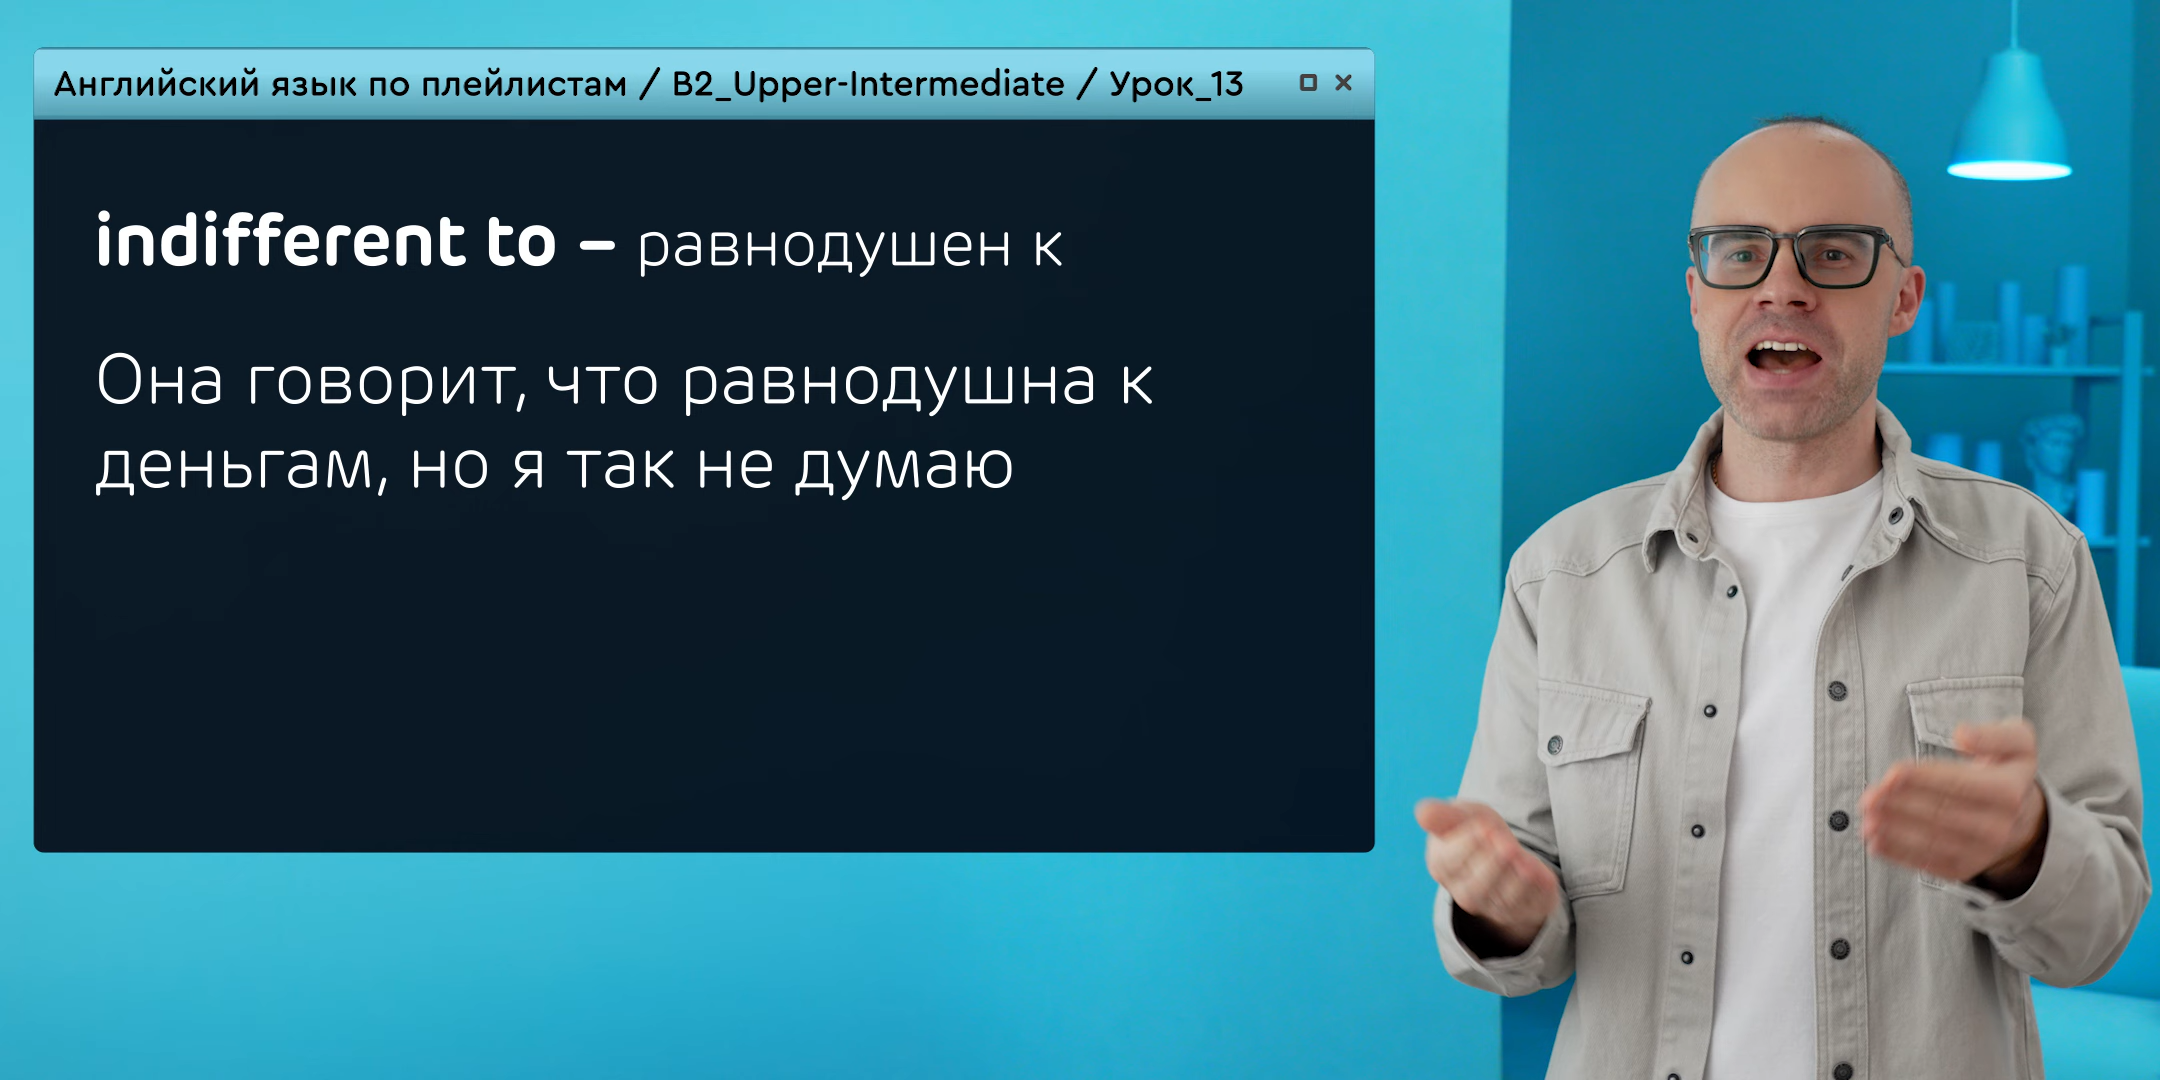 Английский язык по плейлистам / B2_Upper-Intermediate / Урок_13
indifferent to – равнодушен к
Она говорит, что равнодушна к
деньгам, но я так не думаю